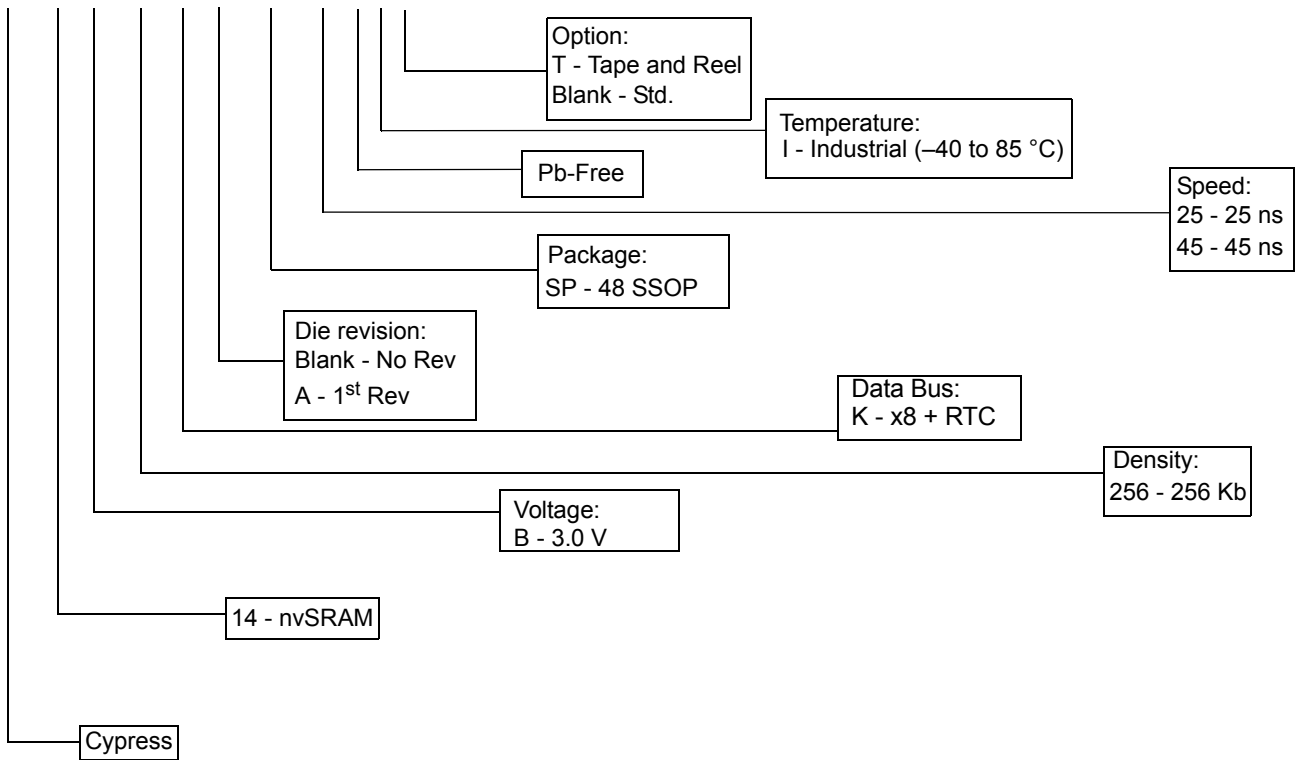 Option:
T - Tape and Reel
Blank - Std.
Temperature:
I - Industrial (–40 to 85 °C)
Pb-Free
Speed:
25 - 25 ns
45 - 45 ns
Package:
SP - 48 SSOP
Die revision:
Blank - No Rev
A - 1st Rev
Data Bus:
K - x8 + RTC
Density:
256 - 256 Kb
Voltage:
B - 3.0 V
14 - nvSRAM
Cypress